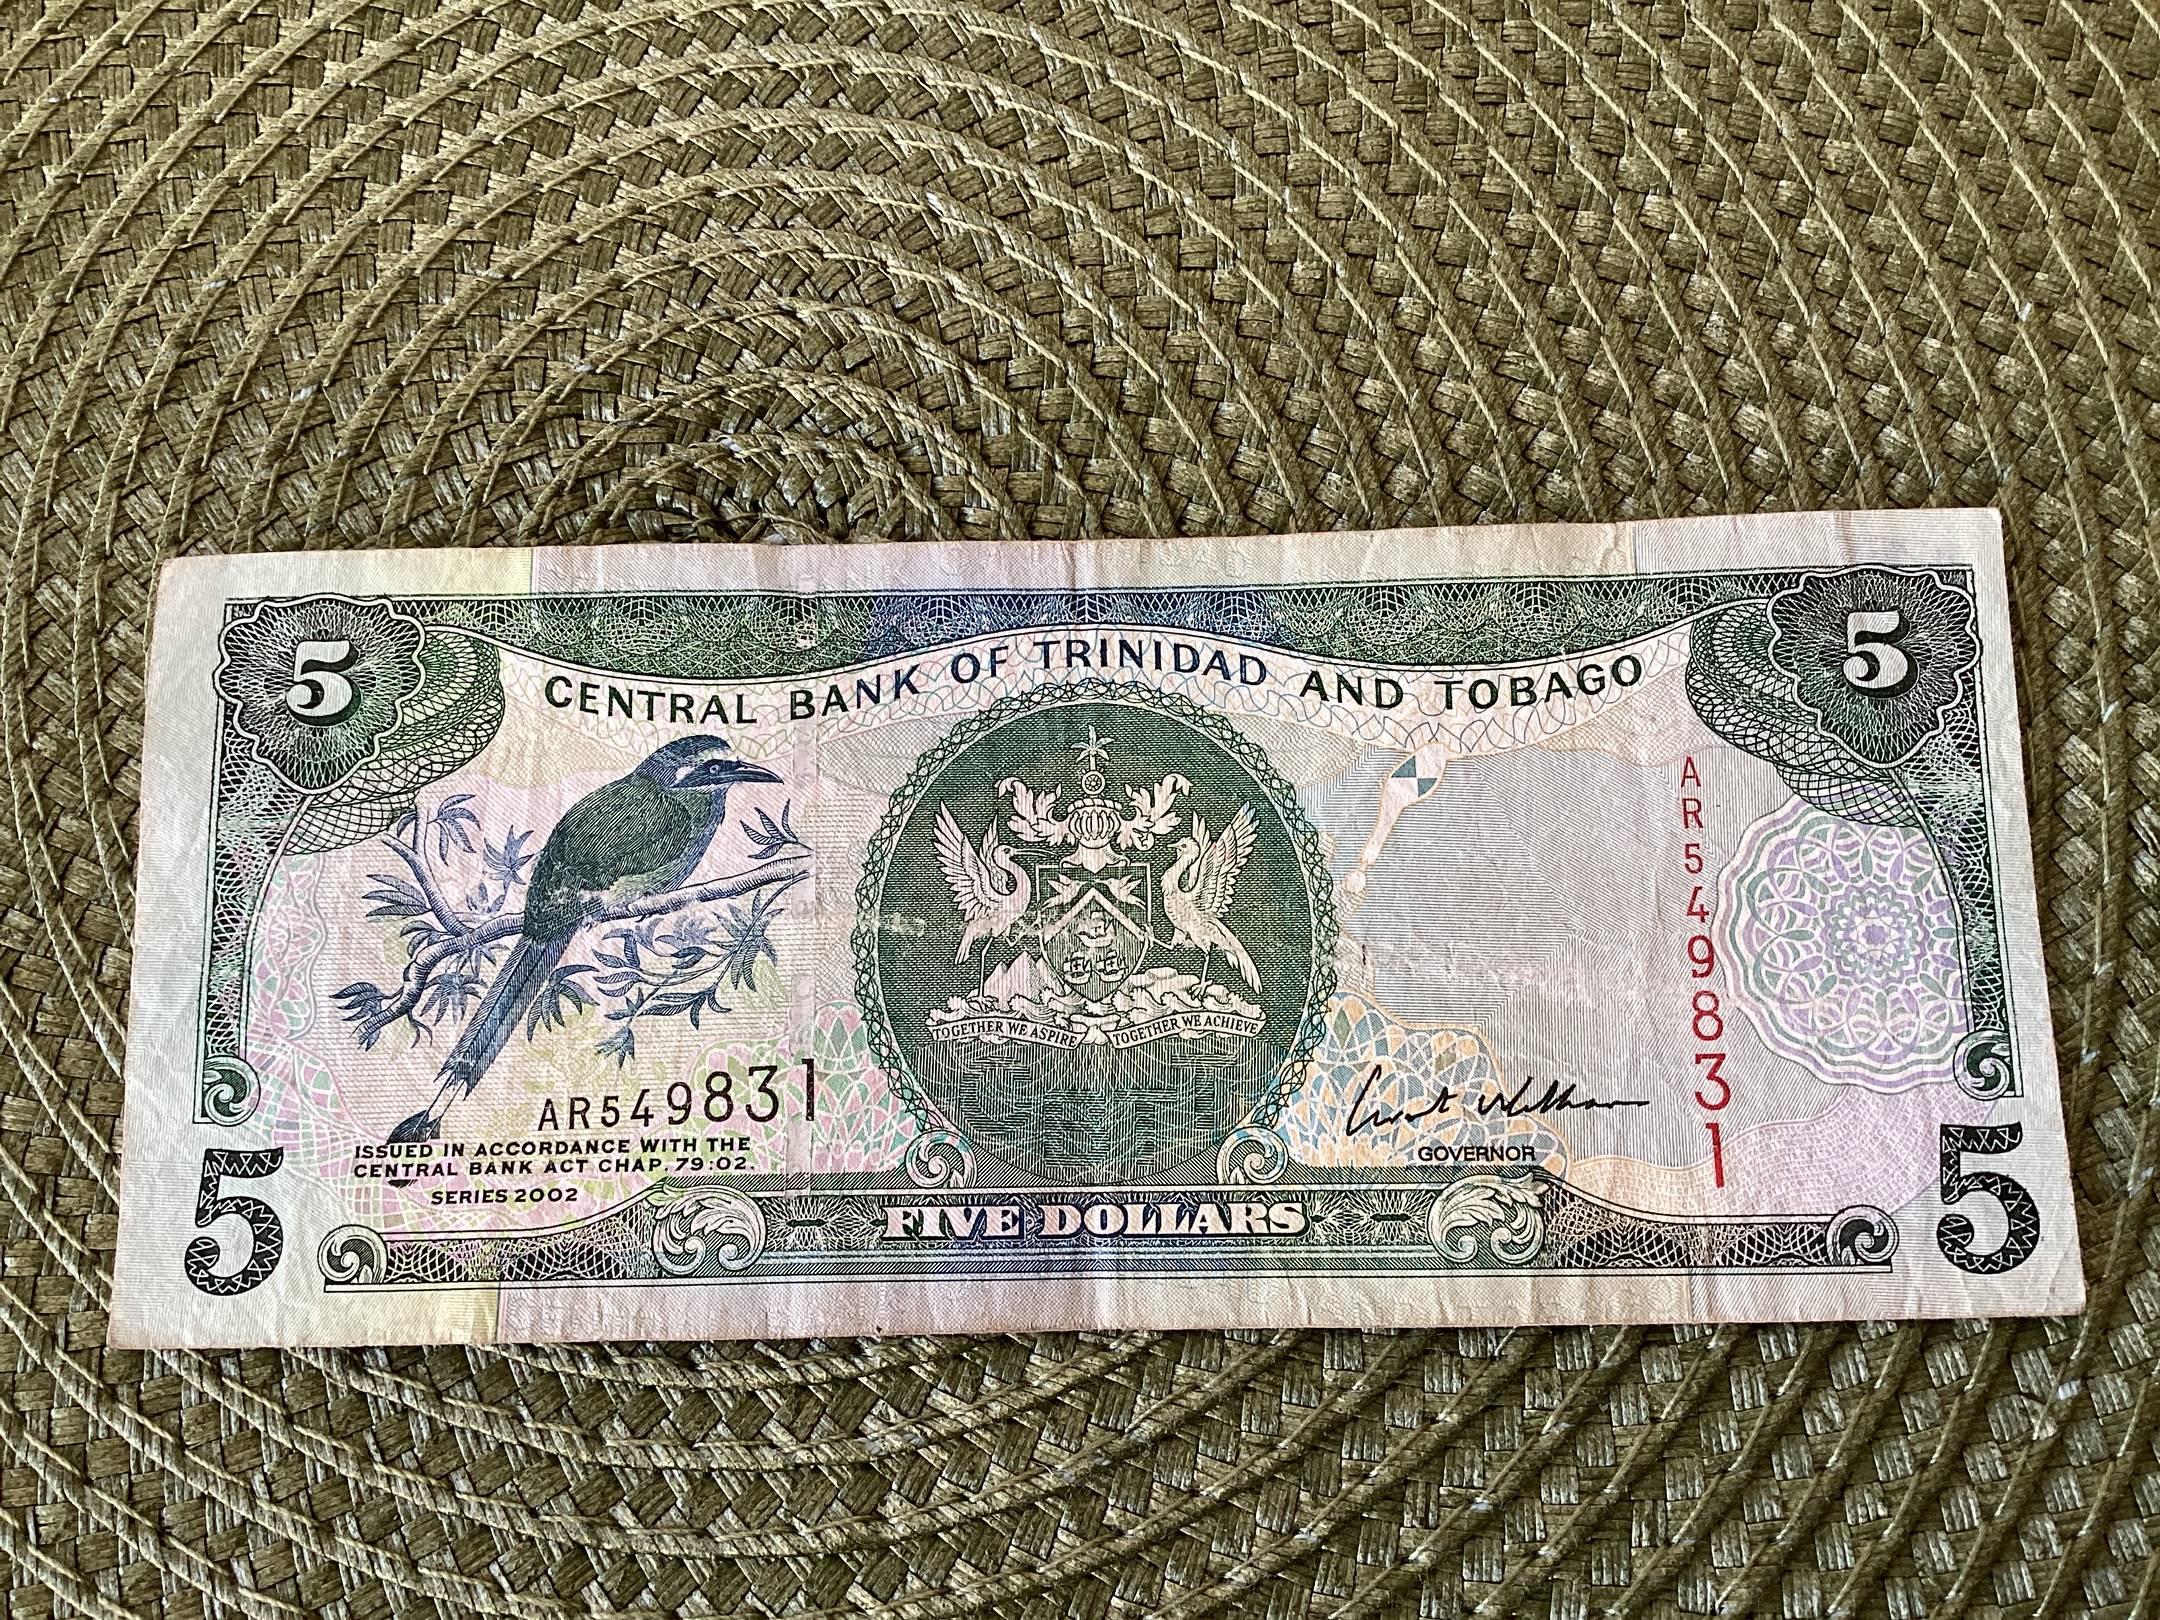 5
5
CENTRAL BANK OF TRINIDAD AND TOBAGO
TOGETHER WE ASPIRE TOGETHER WE ACHIEVE
AR549831
AR549831
ISSUED IN ACCORDANCE WITH THE
CENTRAL BANK ACT CHAP. 79:02.
SERIES 2002
GOVERNOR
5
FIVE DOLLARS
5